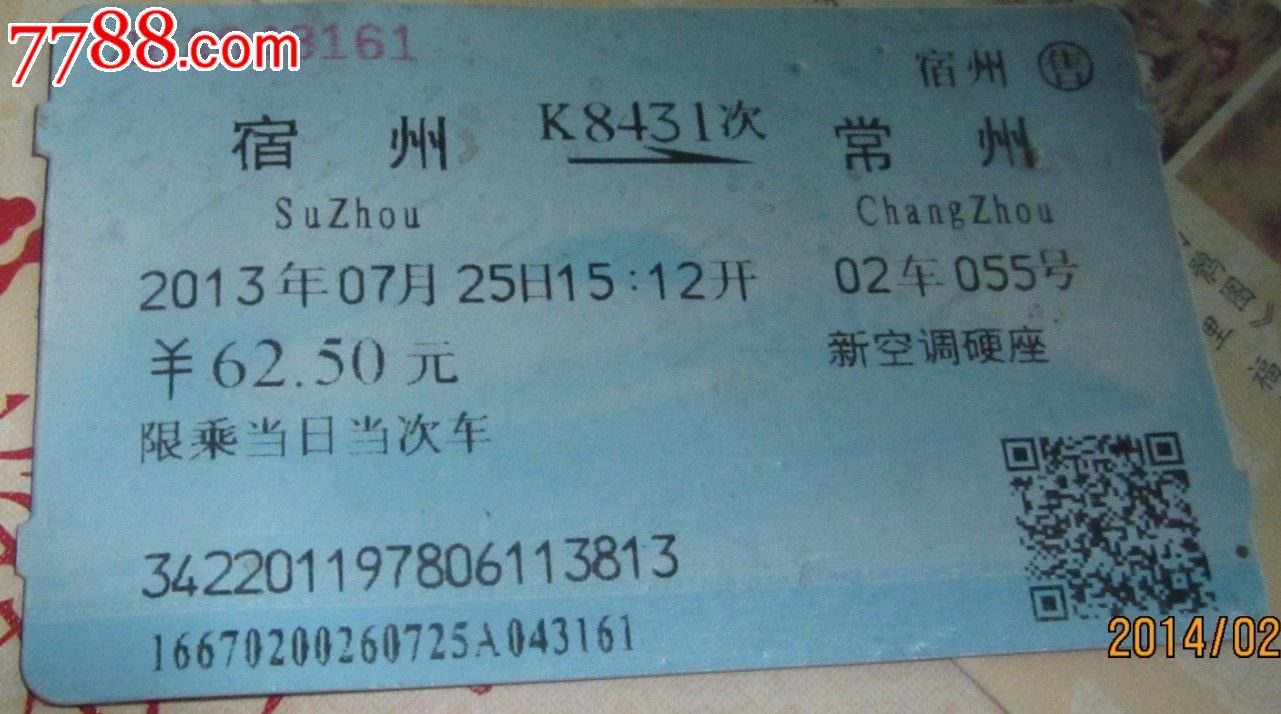 7788.com
3161
宿州 售
宿州 K8431次 常州
SuZhou ChangZhou
2013年07月25日15:12开 02车055号
¥62.50元 新空调硬座
限乘当日当次车
342201197806113813
16670200260725A043161
2014/02
图》
里
福